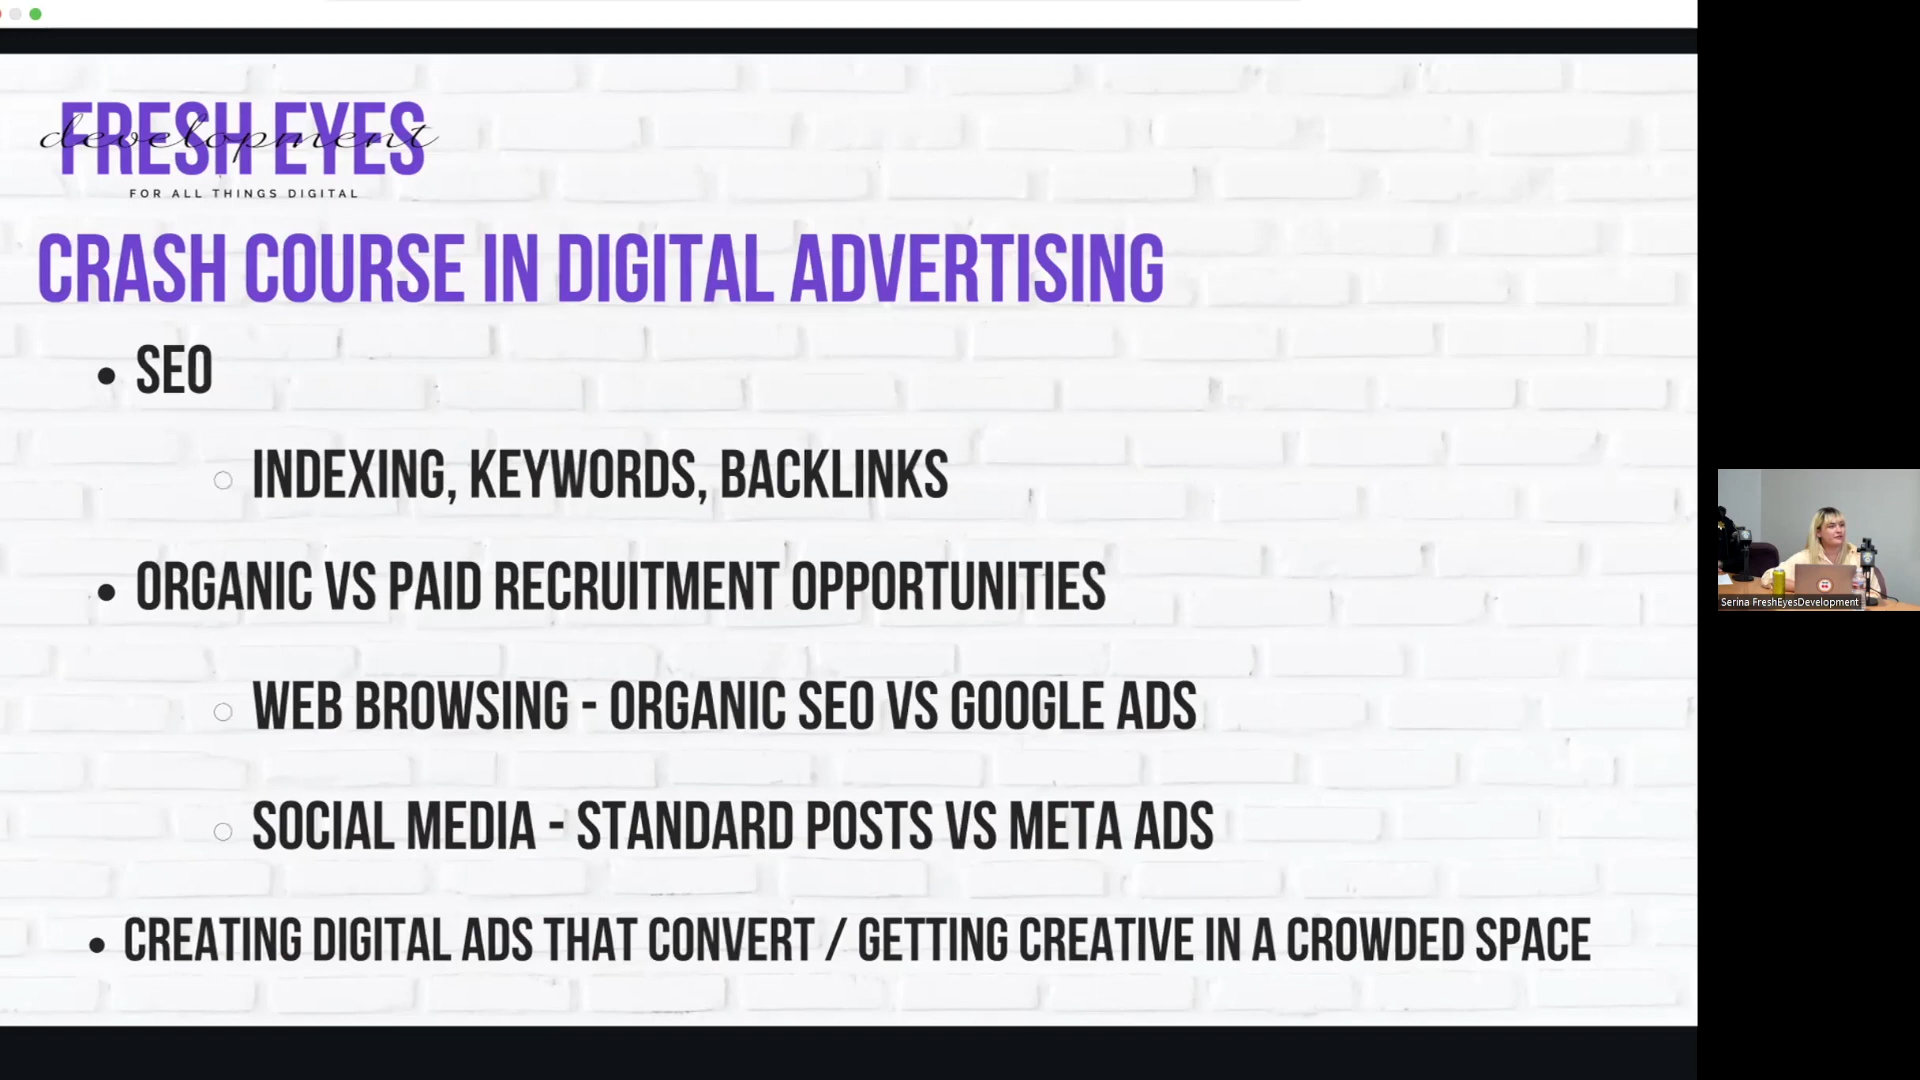 FRESH EYES
development
FOR ALL THINGS DIGITAL
CRASH COURSE IN DIGITAL ADVERTISING
SEO
INDEXING, KEYWORDS, BACKLINKS
ORGANIC VS PAID RECRUITMENT OPPORTUNITIES
WEB BROWSING - ORGANIC SEO VS GOOGLE ADS
SOCIAL MEDIA - STANDARD POSTS VS META ADS
CREATING DIGITAL ADS THAT CONVERT / GETTING CREATIVE IN A CROWDED SPACE
Serina FreshEyesDevelopment